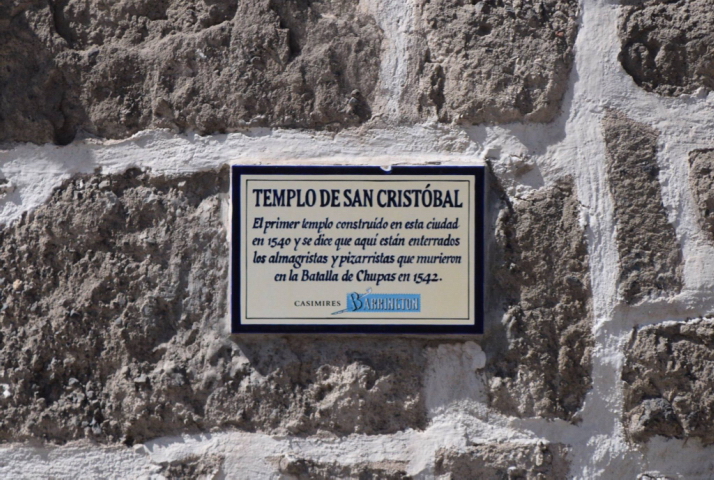 TEMPLO DE SAN CRISTÓBAL
El primer templo construído en esta ciudad
en 1540 y se dice que aquí están enterrados
los almagristas y pizarristas que murieron
en la Batalla de Chupas en 1542.
CASIMIRES BARRINGTON